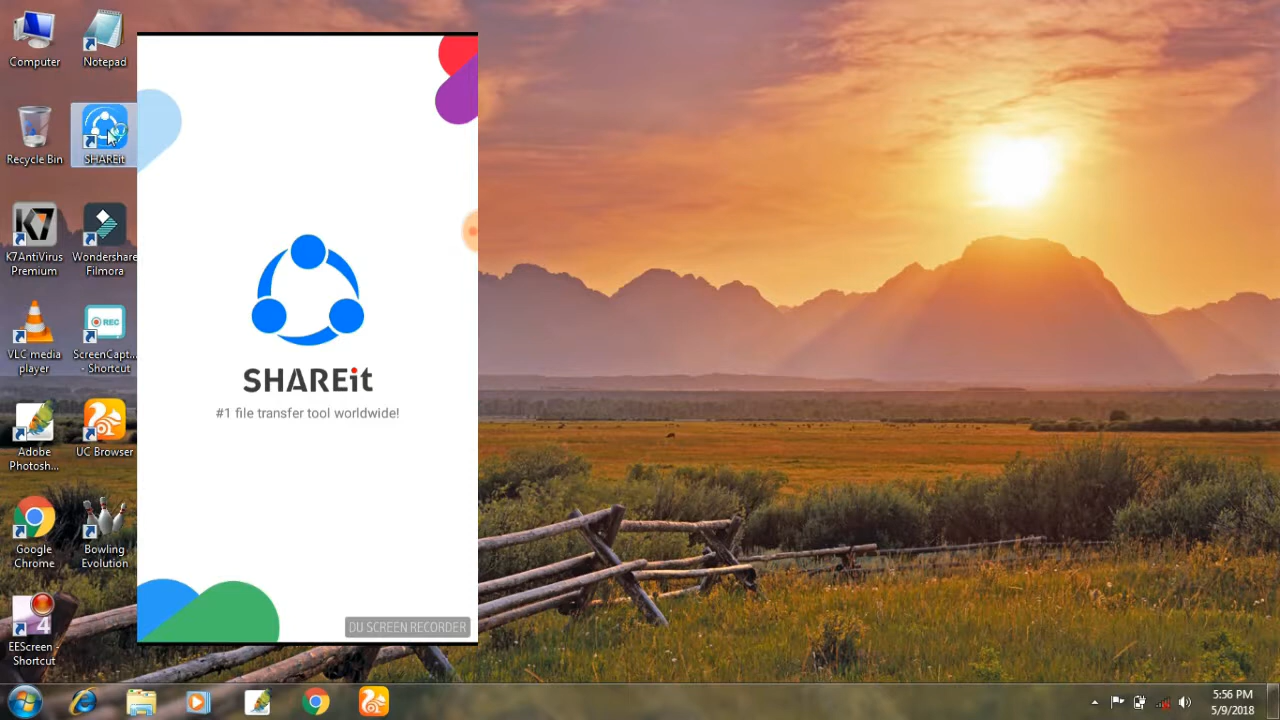 Computer
Notepad
Recycle Bin
SHAREit
K7AntiVirus
Premium
Wondershare
Filmora
VLC media
player
REC
ScreenCapt...
- Shortcut
Adobe
Photosh...
UC Browser
Google
Chrome
Bowling
Evolution
4
EEScreen -
Shortcut
SHAREit
#1 file transfer tool worldwide!
DU SCREEN RECORDER
5:56 PM
5/9/2018